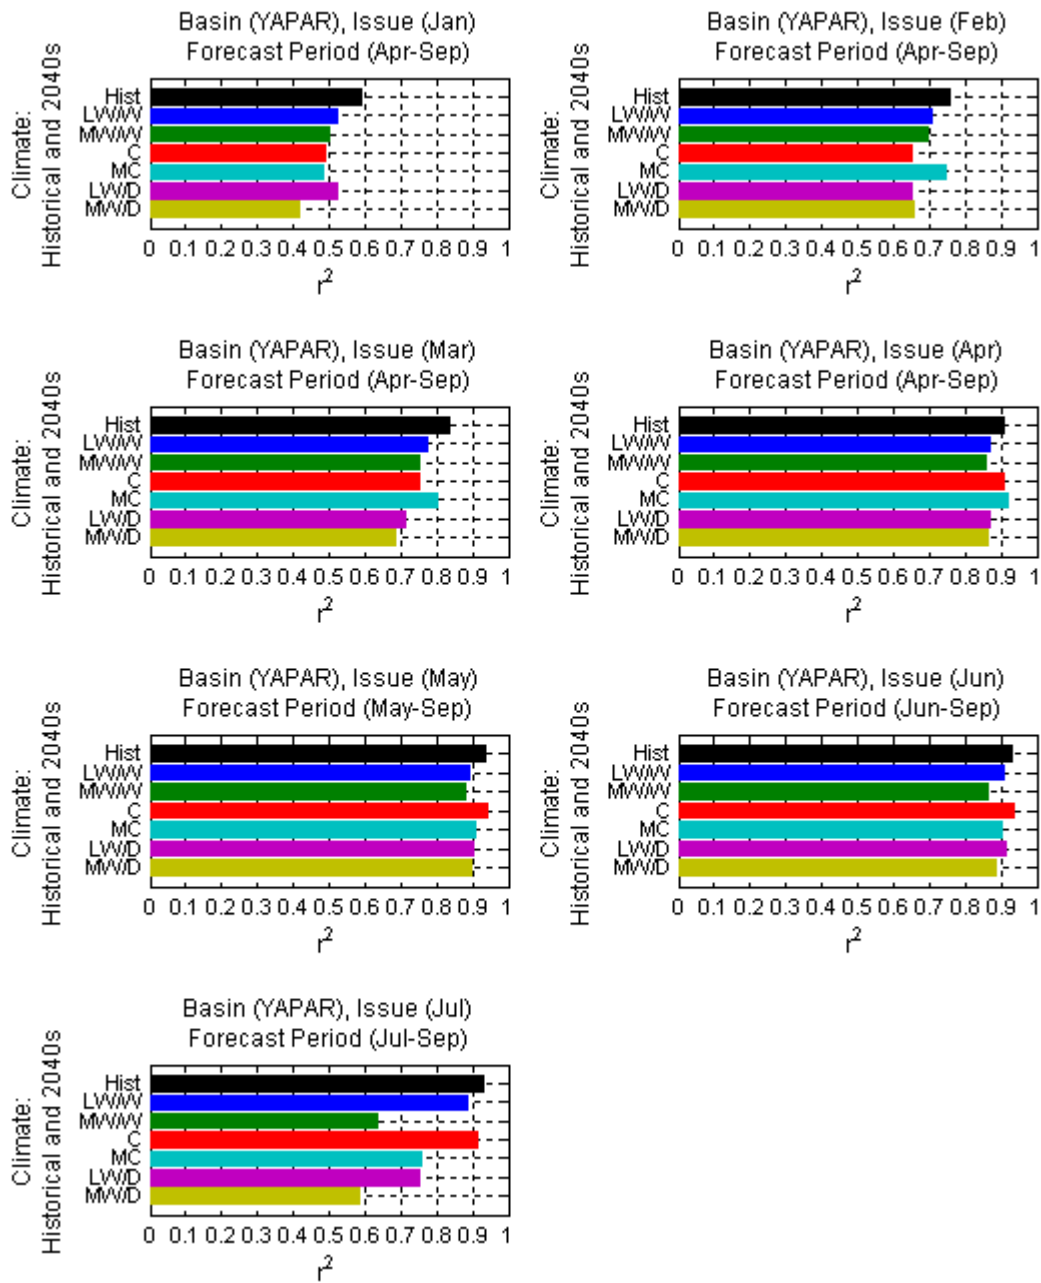 Basin (YAPAR), Issue (Jan)
Forecast Period (Apr-Sep)
Climate:
Historical and 2040s
Hist
LW/W
MW/W
C
MC
LW/D
MW/D
0 0.1 0.2 0.3 0.4 0.5 0.6 0.7 0.8 0.9 1
r²
Basin (YAPAR), Issue (Feb)
Forecast Period (Apr-Sep)
Climate:
Historical and 2040s
Hist
LW/W
MW/W
C
MC
LW/D
MW/D
0 0.1 0.2 0.3 0.4 0.5 0.6 0.7 0.8 0.9 1
r²
Basin (YAPAR), Issue (Mar)
Forecast Period (Apr-Sep)
Climate:
Historical and 2040s
Hist
LW/W
MW/W
C
MC
LW/D
MW/D
0 0.1 0.2 0.3 0.4 0.5 0.6 0.7 0.8 0.9 1
r²
Basin (YAPAR), Issue (Apr)
Forecast Period (Apr-Sep)
Climate:
Historical and 2040s
Hist
LW/W
MW/W
C
MC
LW/D
MW/D
0 0.1 0.2 0.3 0.4 0.5 0.6 0.7 0.8 0.9 1
r²
Basin (YAPAR), Issue (May)
Forecast Period (May-Sep)
Climate:
Historical and 2040s
Hist
LW/W
MW/W
C
MC
LW/D
MW/D
0 0.1 0.2 0.3 0.4 0.5 0.6 0.7 0.8 0.9 1
r²
Basin (YAPAR), Issue (Jun)
Forecast Period (Jun-Sep)
Climate:
Historical and 2040s
Hist
LW/W
MW/W
C
MC
LW/D
MW/D
0 0.1 0.2 0.3 0.4 0.5 0.6 0.7 0.8 0.9 1
r²
Basin (YAPAR), Issue (Jul)
Forecast Period (Jul-Sep)
Climate:
Historical and 2040s
Hist
LW/W
MW/W
C
MC
LW/D
MW/D
0 0.1 0.2 0.3 0.4 0.5 0.6 0.7 0.8 0.9 1
r²